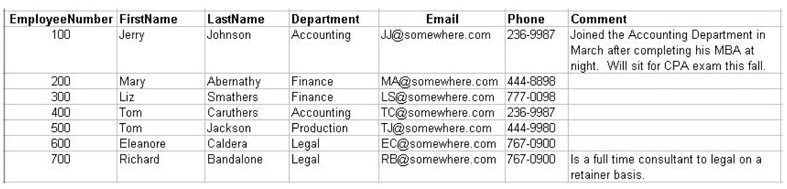 EmployeeNumber FirstName LastName Department Email Phone Comment
100 Jerry Johnson Accounting JJ@somewhere.com 236-9987 Joined the Accounting Department in
March after completing his MBA at
night. Will sit for CPA exam this fall.
200 Mary Abernathy Finance MA@somewhere.com 444-8898
300 Liz Smathers Finance LS@somewhere.com 777-0098
400 Tom Caruthers Accounting TC@somewhere.com 236-9987
500 Tom Jackson Production TJ@somewhere.com 444-9980
600 Eleanore Caldera Legal EC@somewhere.com 767-0900
700 Richard Bandalone Legal RB@somewhere.com 767-0900 Is a full time consultant to legal on a
retainer basis.